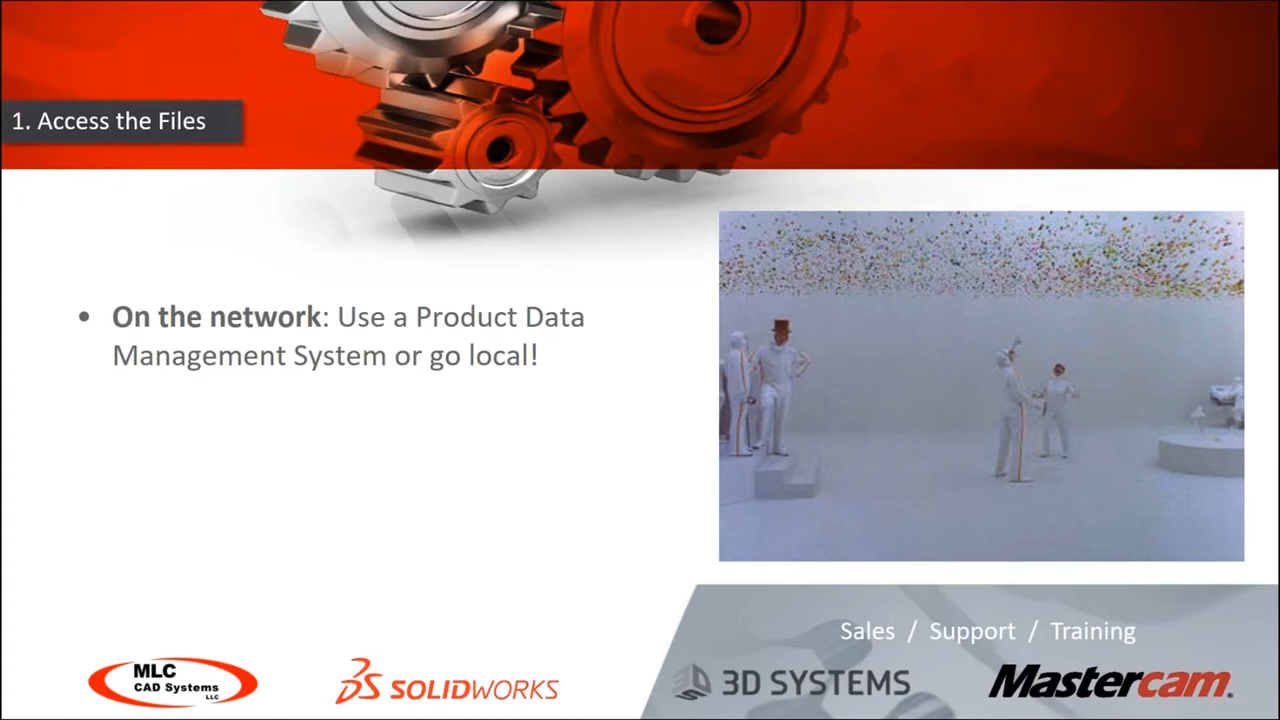 1. Access the Files
• On the network: Use a Product Data
Management System or go local!
Sales / Support / Training
MLC
CAD Systems
LLC
SOLIDWORKS
3D SYSTEMS
Mastercam.